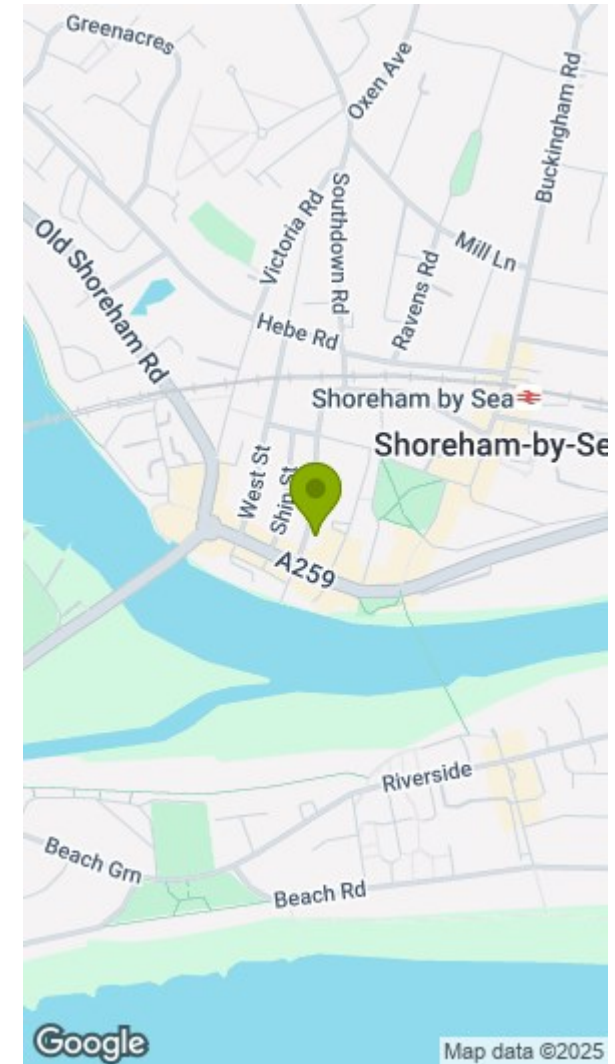 Greenacres
Oxen Ave
Buckingham Rd
Victoria Rd
Southdown Rd
Old Shoreham Rd
Mill Ln
Ravens Rd
Hebe Rd
Shoreham by Sea
Shoreham-by-Se
West St
Ship St
A259
Riverside
Beach Grn
Beach Rd
Google
Map data ©2025